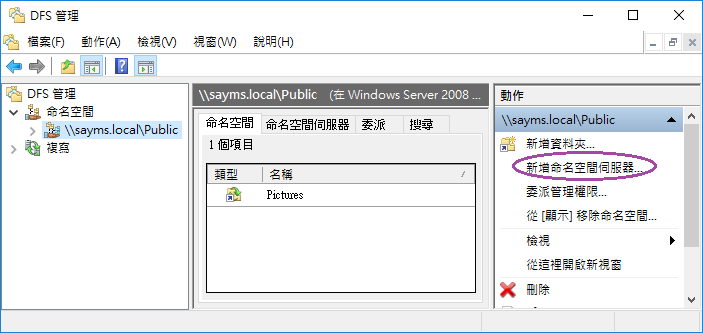 DFS 管理
檔案(F) 動作(A) 檢視(V) 視窗(W) 說明(H)
DFS 管理
命名空間
\\sayms.local\Public
複寫
\\sayms.local\Public (在 Windows Server 2008 ...
命名空間 命名空間伺服器 委派 搜尋
1 個項目
類型 名稱
Pictures
動作
\\sayms.local\Public
新增資料夾...
新增命名空間伺服器...
委派管理權限...
從 [顯示] 移除命名空間...
檢視
從這裡開啟新視窗
刪除